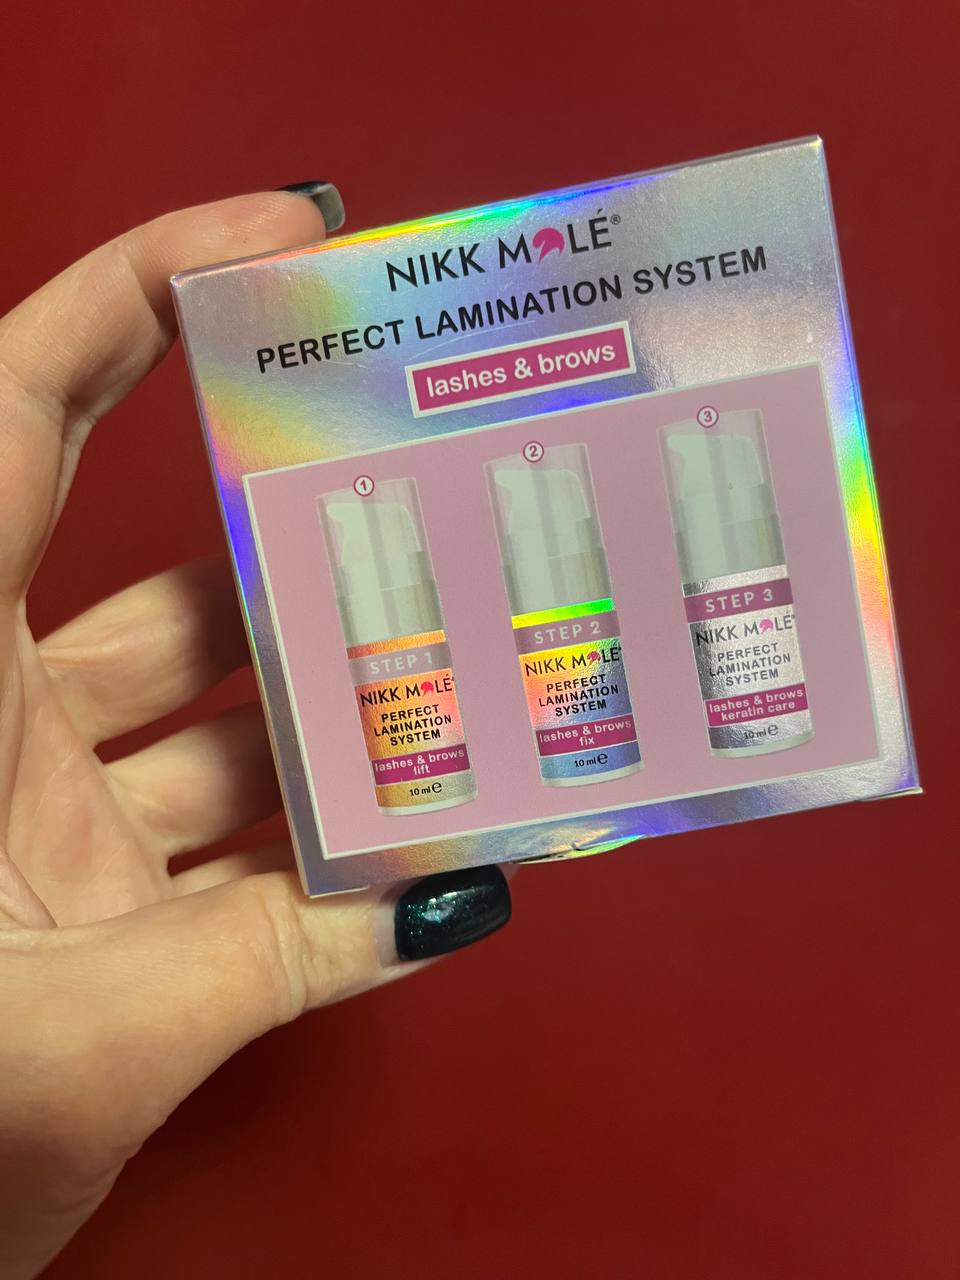 NIKK MOLÉ®
PERFECT LAMINATION SYSTEM
lashes & brows
1
STEP 1
NIKK MOLÉ
PERFECT
LAMINATION
SYSTEM
lashes & brows
lift
10 ml e
2
STEP 2
NIKK MOLÉ
PERFECT
LAMINATION
SYSTEM
lashes & brows
fix
10 ml e
3
STEP 3
NIKK MOLÉ
PERFECT
LAMINATION
SYSTEM
lashes & brows
keratin care
10 ml e